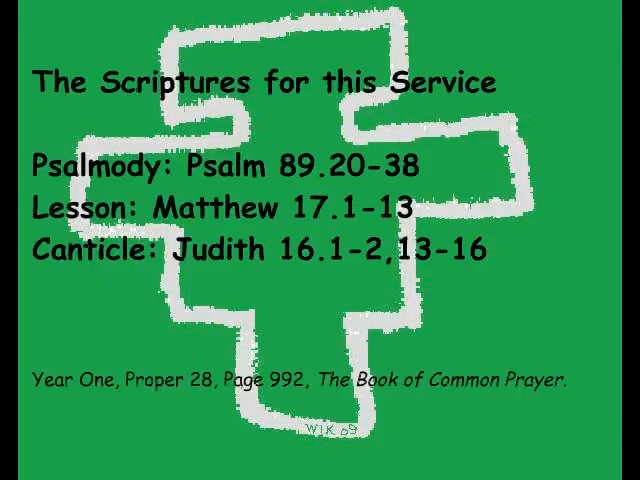 The Scriptures for this Service
Psalmody: Psalm 89.20-38
Lesson: Matthew 17.1-13
Canticle: Judith 16.1-2,13-16
Year One, Proper 28, Page 992, The Book of Common Prayer.
WIK 09